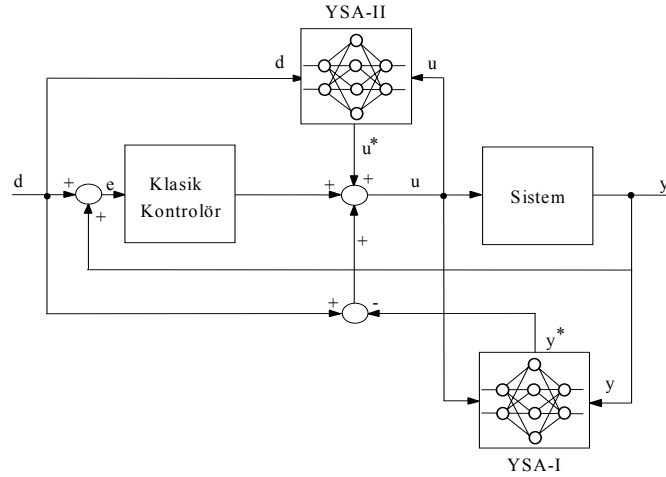 YSA-II
d
u
u*
d
+
e
+
Klasik
Kontrolör
+
+
u
Sistem
y
+
+
-
y*
y
YSA-I